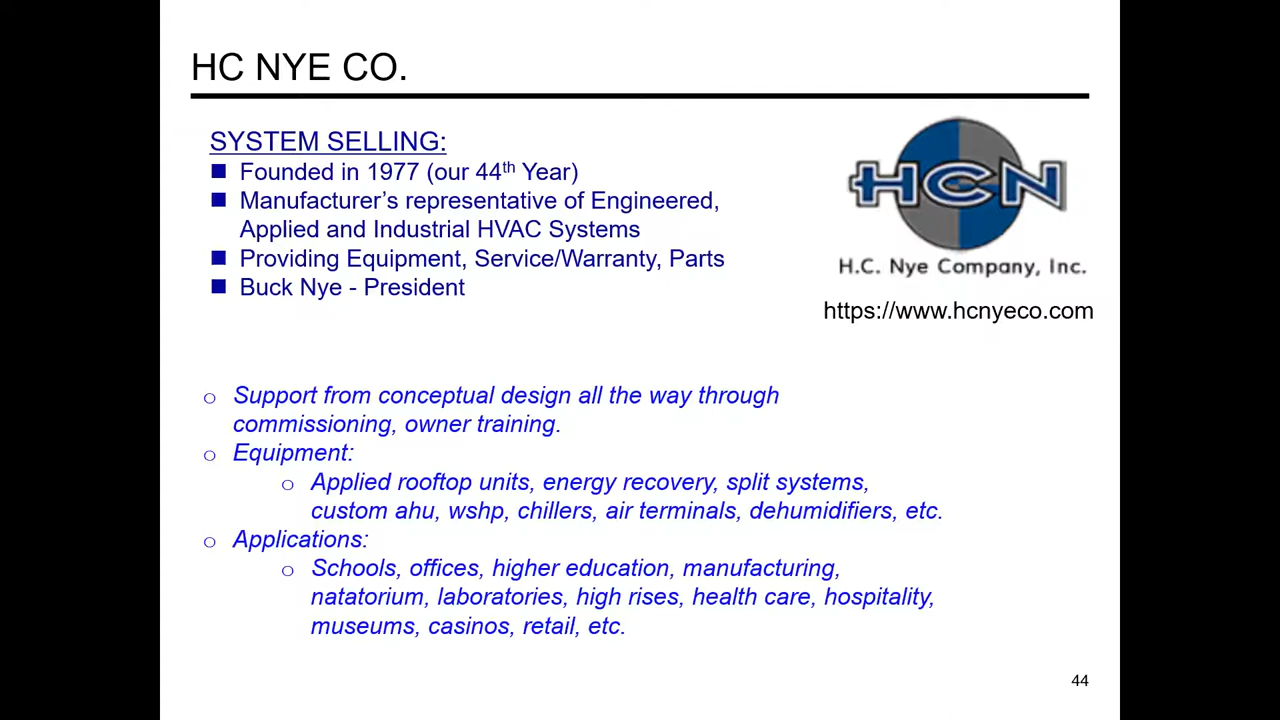 HC NYE CO.
SYSTEM SELLING:
Founded in 1977 (our 44th Year)
Manufacturer's representative of Engineered,
Applied and Industrial HVAC Systems
Providing Equipment, Service/Warranty, Parts
Buck Nye - President
HCN
H.C. Nye Company, Inc.
https://www.hcnyeco.com
Support from conceptual design all the way through
commissioning, owner training.
Equipment:
Applied rooftop units, energy recovery, split systems,
custom ahu, wshp, chillers, air terminals, dehumidifiers, etc.
Applications:
Schools, offices, higher education, manufacturing,
natatorium, laboratories, high rises, health care, hospitality,
museums, casinos, retail, etc.
44